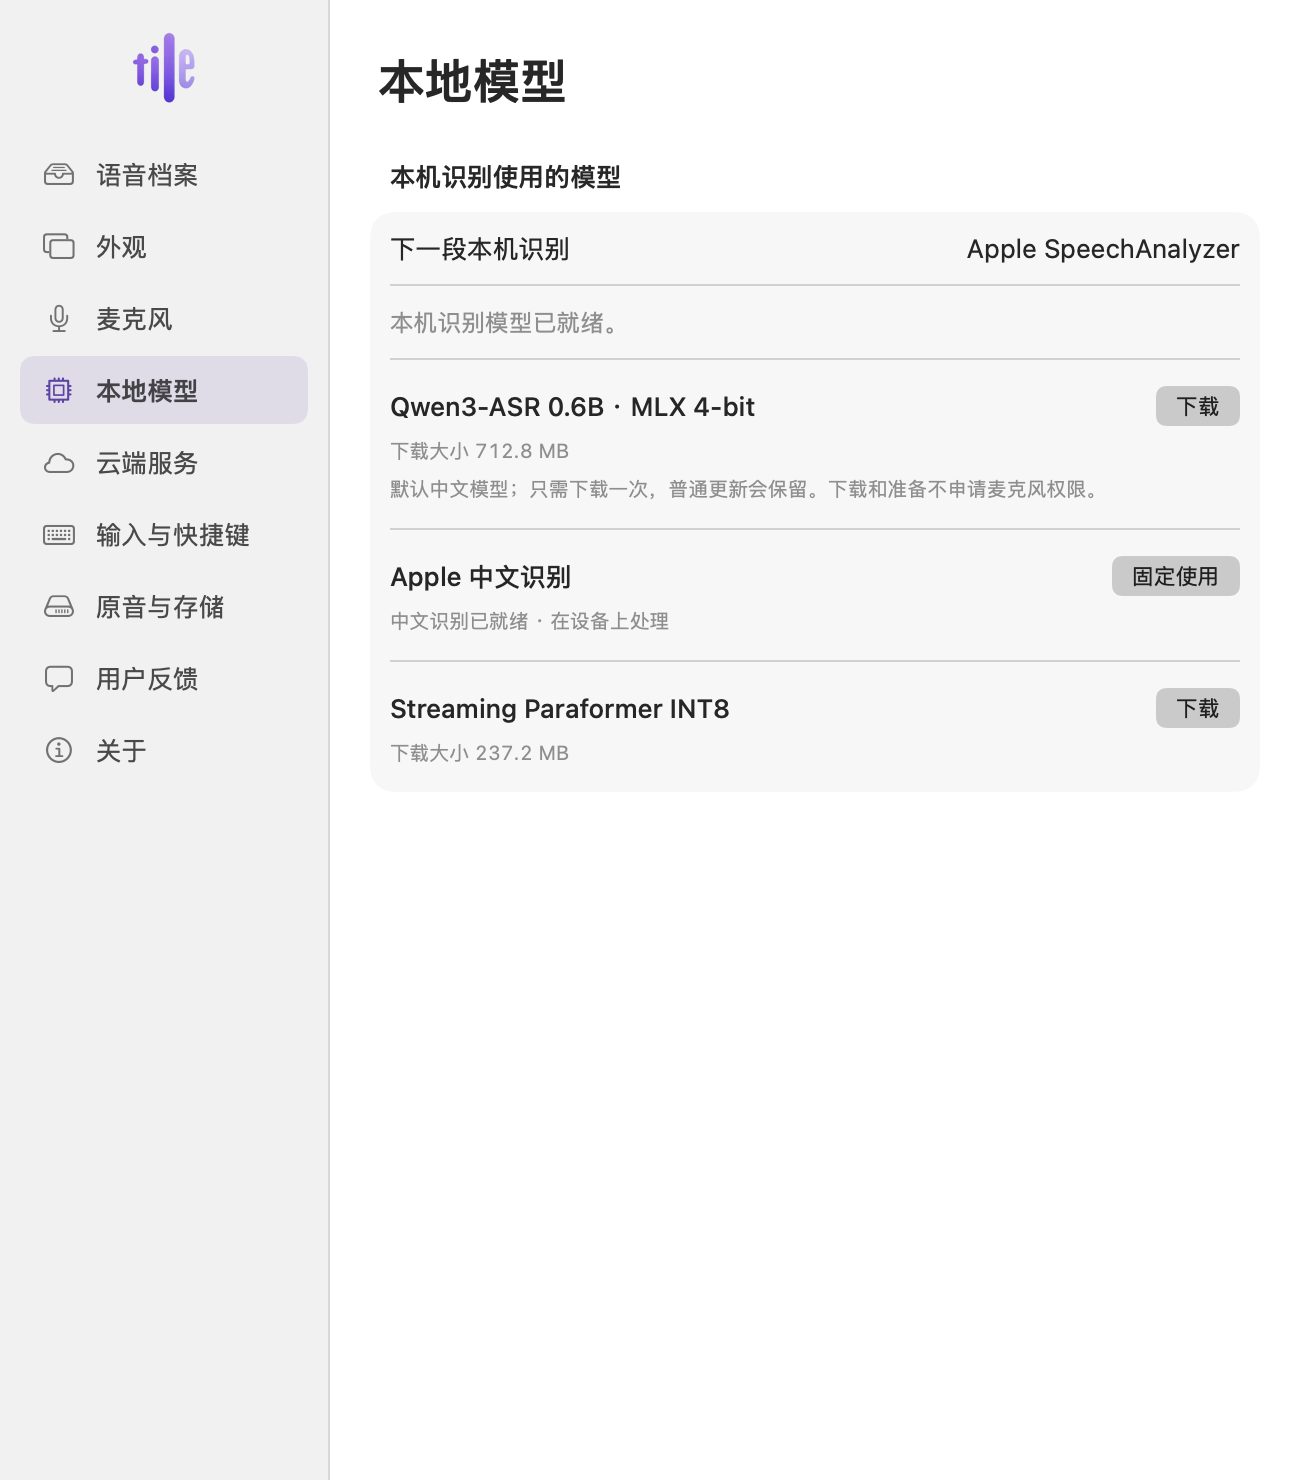 tile
语音档案
外观
麦克风
本地模型
云端服务
输入与快捷键
原音与存储
用户反馈
关于
本地模型
本机识别使用的模型
下一段本机识别 Apple SpeechAnalyzer
本机识别模型已就绪。
Qwen3-ASR 0.6B · MLX 4-bit 下载
下载大小 712.8 MB
默认中文模型；只需下载一次，普通更新会保留。下载和准备不申请麦克风权限。
Apple 中文识别 固定使用
中文识别已就绪 · 在设备上处理
Streaming Paraformer INT8 下载
下载大小 237.2 MB